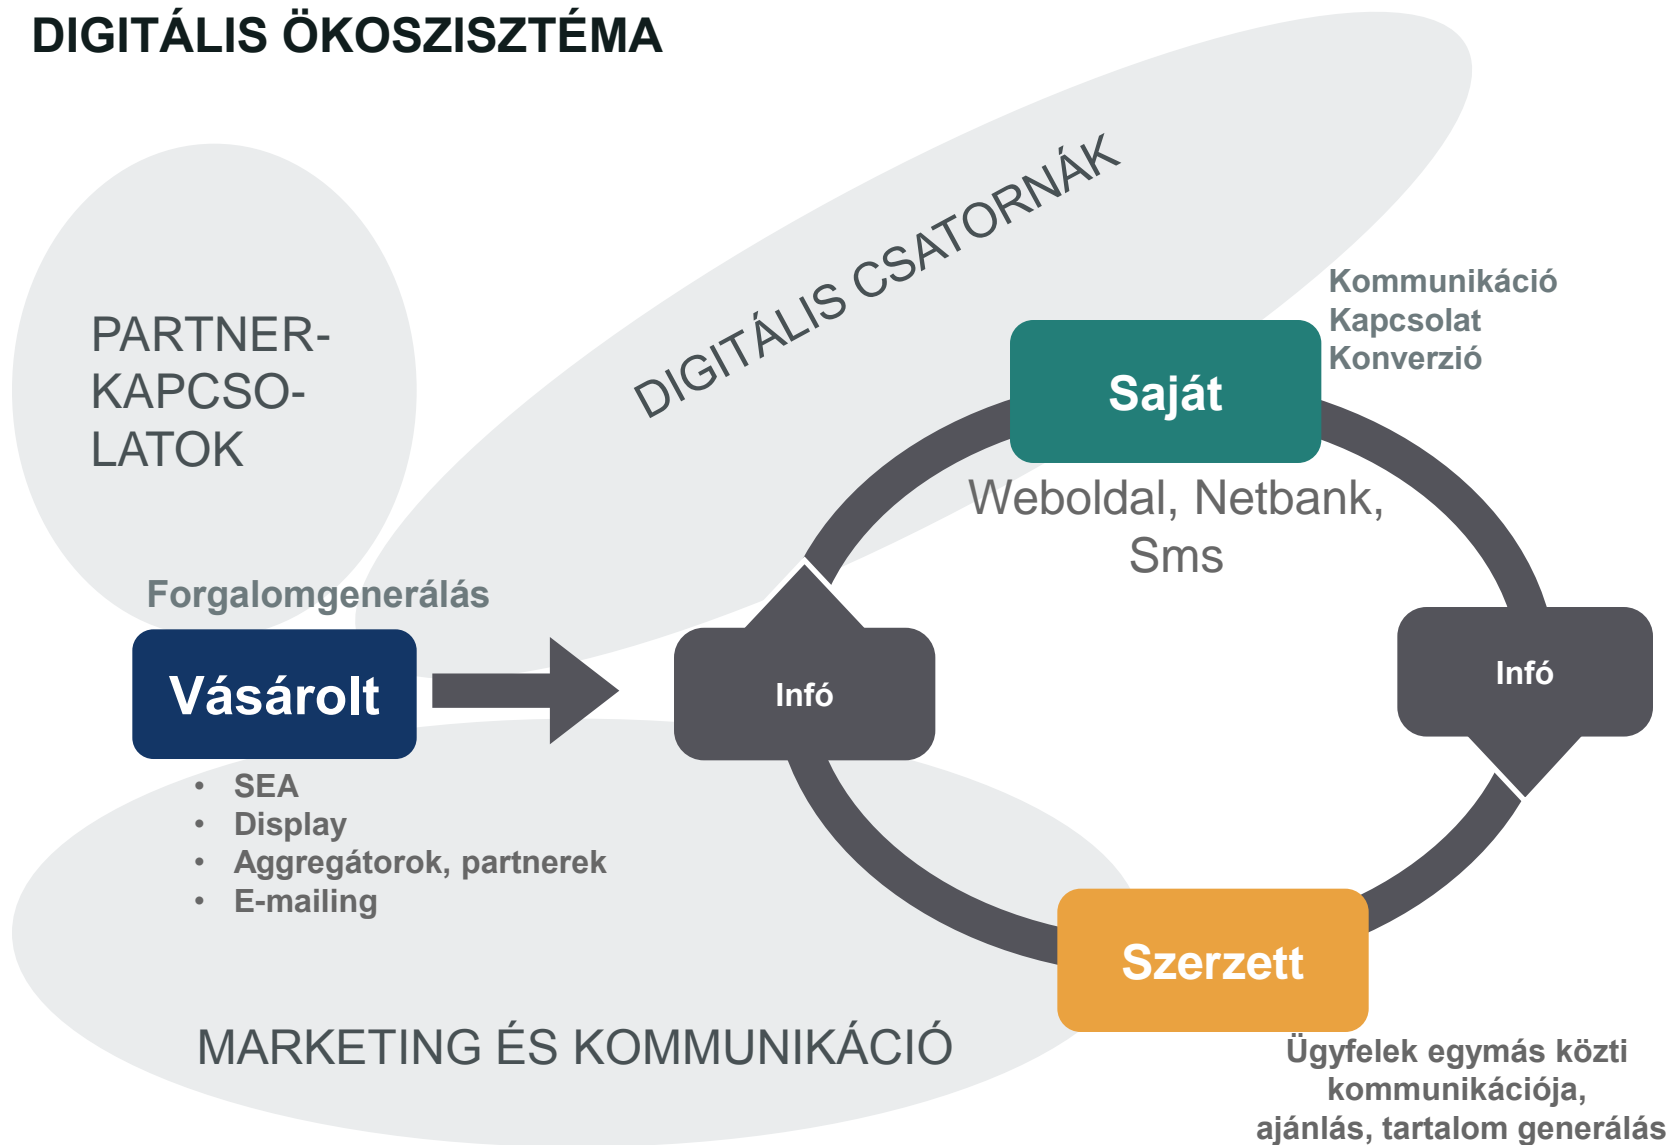 DIGITÁLIS ÖKOSZISZTÉMA
DIGITÁLIS CSATORNÁK
PARTNER-
KAPCSO-
LATOK
Kommunikáció
Kapcsolat
Konverzió
Saját
Weboldal, Netbank,
Sms
Forgalomgenerálás
Vásárolt
Infó
Infó
• SEA
• Display
• Aggregátorok, partnerek
• E-mailing
Szerzett
MARKETING ÉS KOMMUNIKÁCIÓ
Ügyfelek egymás közti
kommunikációja,
ajánlás, tartalom generálás